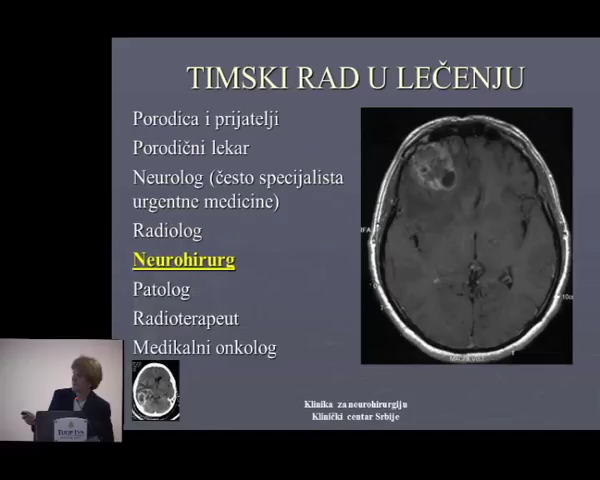 TIMSKI RAD U LEČENJU
Porodica i prijatelji
Porodični lekar
Neurolog (često specijalista
urgentne medicine)
Radiolog
Neurohirurg
Patolog
Radioterapeut
Medikalni onkolog
Klinika za neurohirurgiju
Klinički centar Srbije